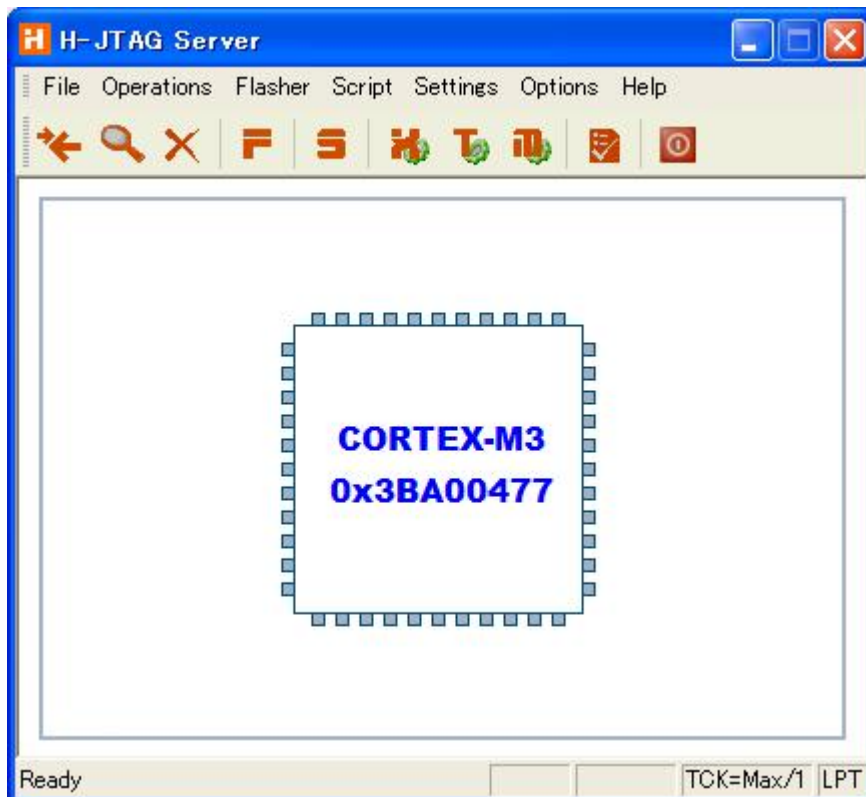 H-JTAG Server
File Operations Flasher Script Settings Options Help
CORTEX-M3
0x3BA00477
Ready TCK=Max/1 LPT